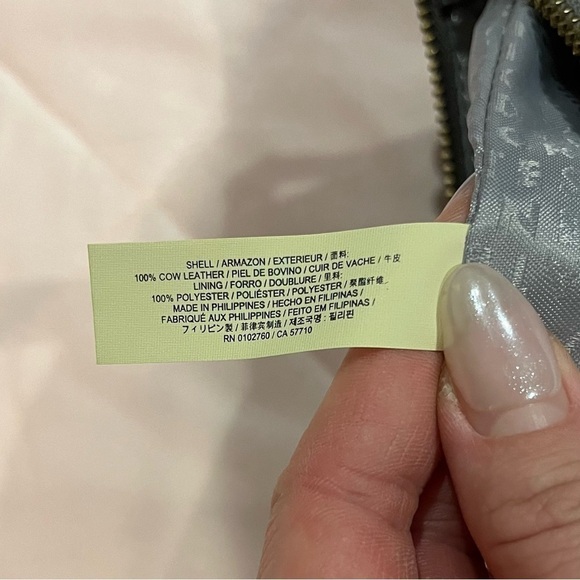 SHELL / ARMAZON / EXTERIEUR / 面料:
100% COW LEATHER / PIEL DE BOVINO / CUIR DE VACHE / 牛皮
LINING / FORRO / DOUBLURE / 里料:
100% POLYESTER / POLIÉSTER / POLYESTER / 聚酯纤维
MADE IN PHILIPPINES / HECHO EN FILIPINAS /
FABRIQUÉ AUX PHILIPPINES / FEITO EM FILIPINAS /
フィリピン製 / 菲律宾制造 / 제조국명: 필리핀
RN 0102760 / CA 57710